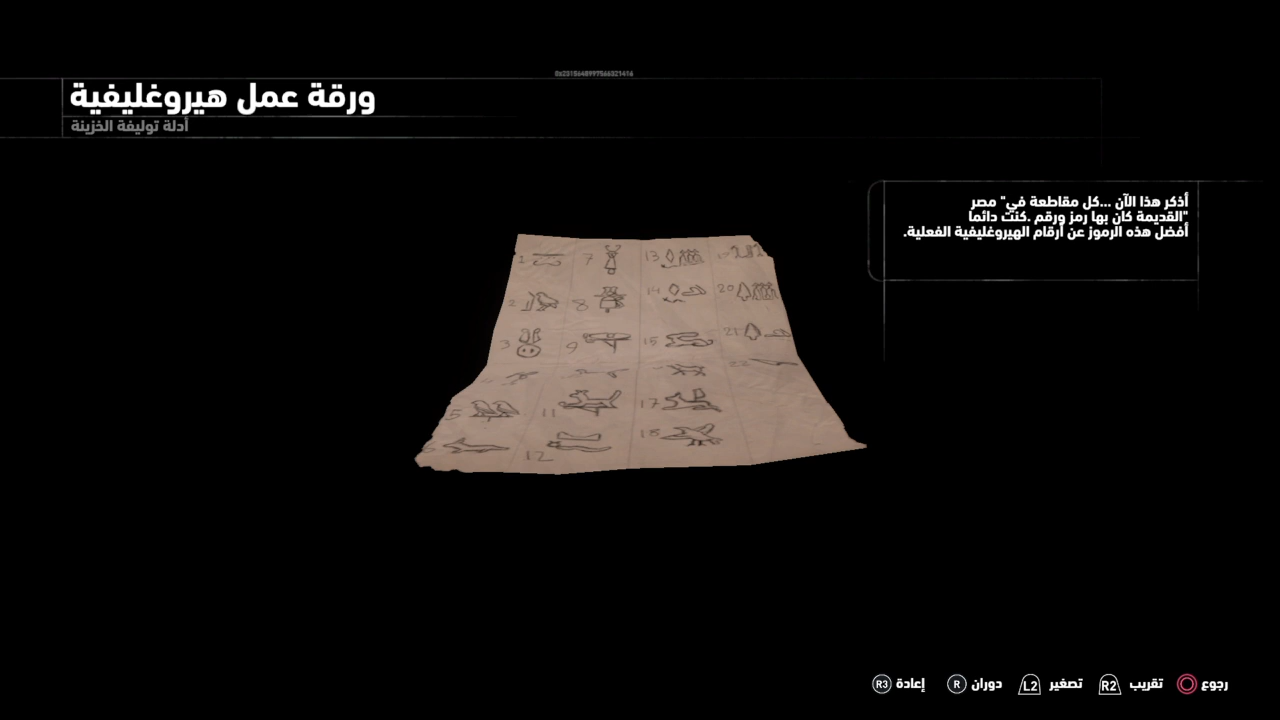 0x2315648997566321416
ورقة عمل هيروغليفية
أدلة توليفة الخزينة
أذكر هذا الآن ...كل مقاطعة في" مصر
"القديمة كان بها رمز ورقم .كنت دائما
أفضل هذه الرموز عن أرقام الهيروغليفية الفعلية.
1 7 13
2 8 14 20
3 9 15 21
22
5 11 17
12 18
رجوع تقريب R2 تصغير L2 دوران R إعادة R3